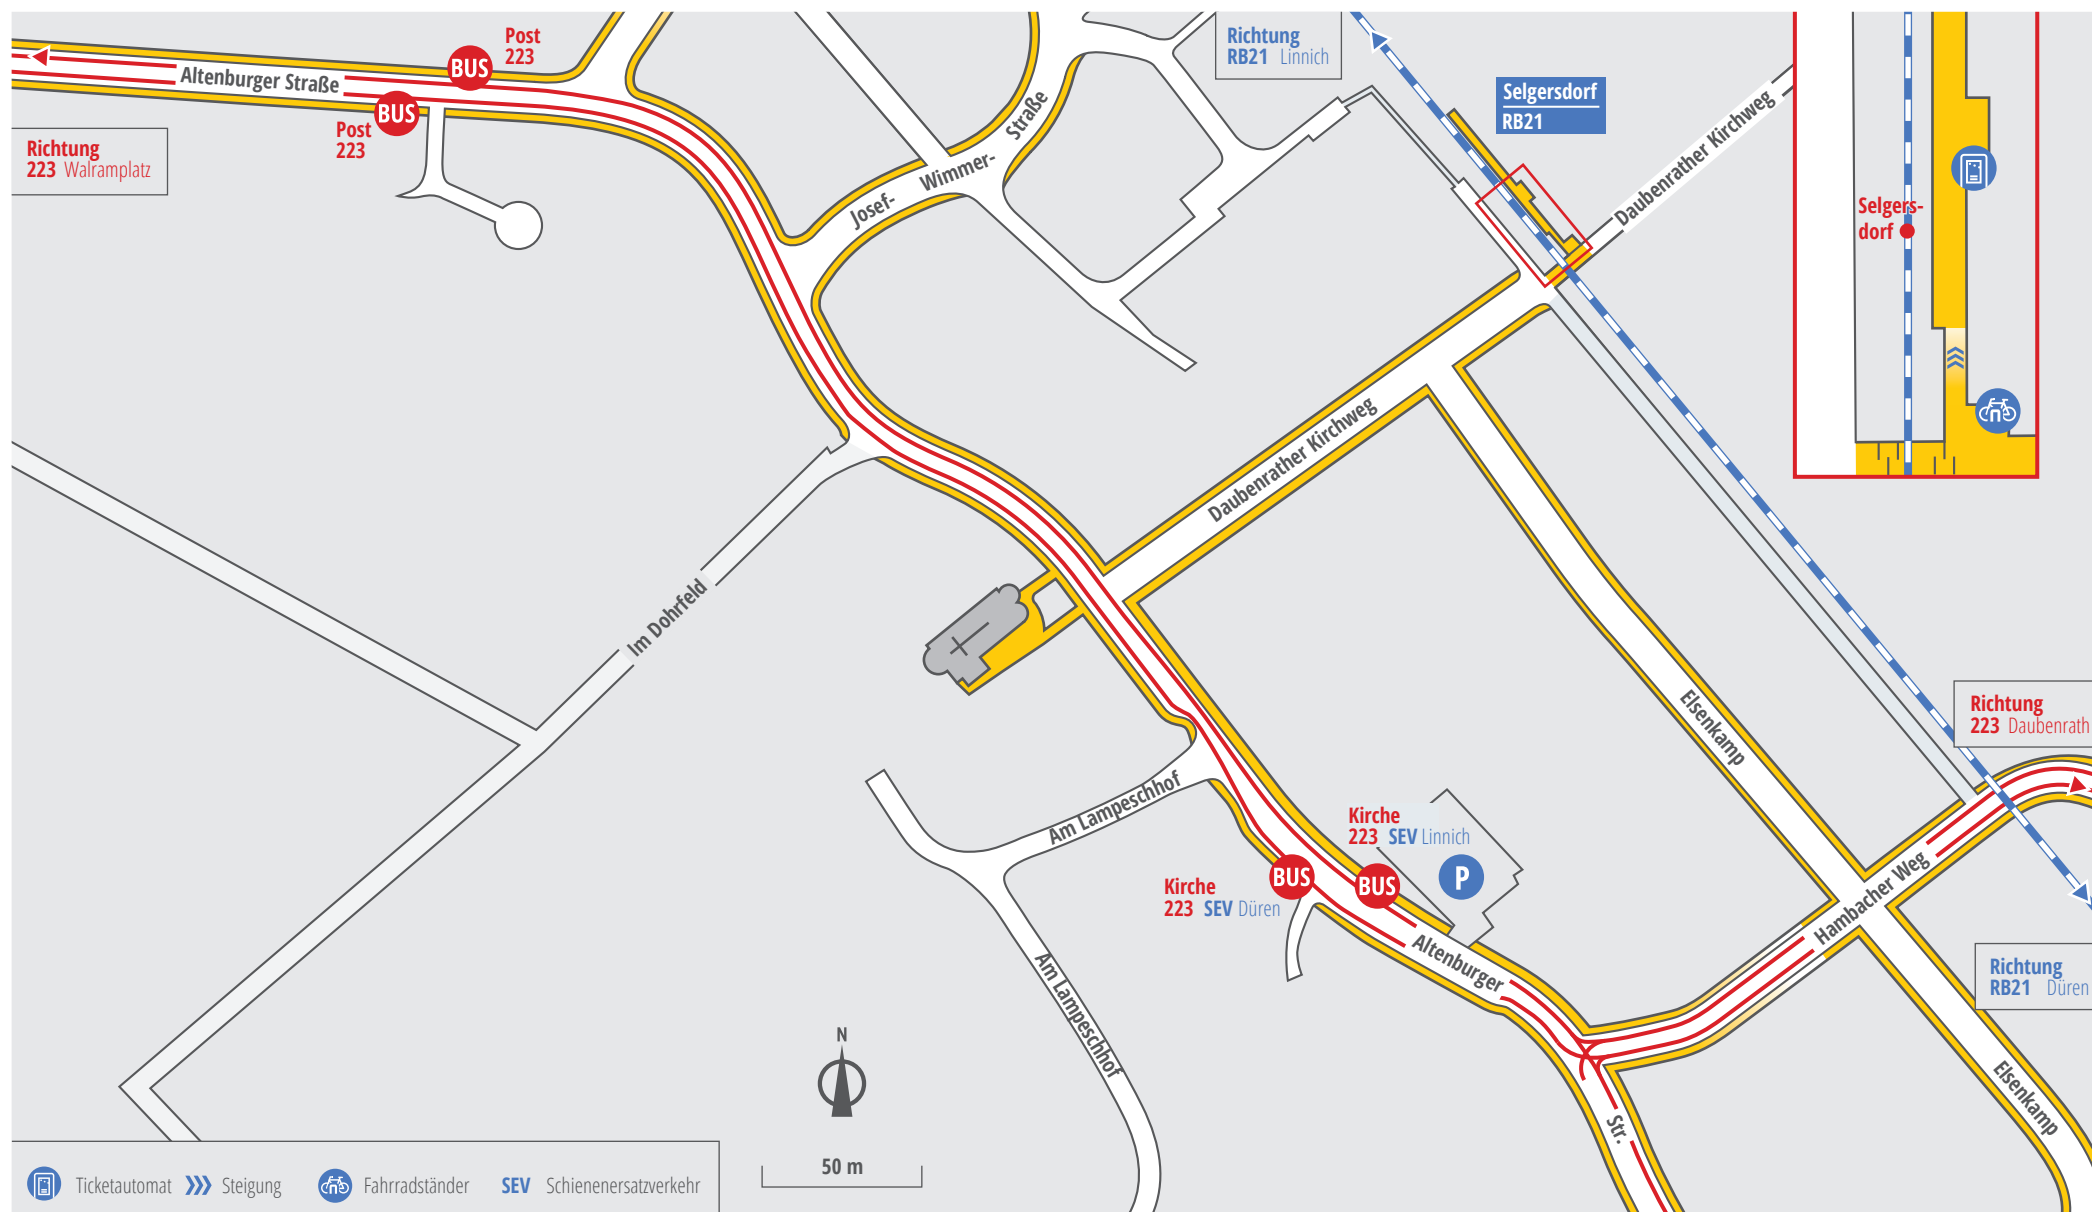 Post
223
BUS
Altenburger Straße
BUS
Post
223
Richtung
223 Walramplatz
Richtung
RB21 Linnich
Selgersdorf
RB21
Josef-
Wimmer-
Straße
Daubenrather Kirchweg
Selgers-
dorf
Daubenrather Kirchweg
Im Dohrfeld
Elsenkamp
Richtung
223 Daubenrath
Am Lampeschhof
Kirche
223 SEV Linnich
BUS
BUS
P
Kirche
223 SEV Düren
Hambacher Weg
Altenburger
Str.
Am Lampeschhof
Richtung
RB21 Düren
Elsenkamp
N
50 m
Ticketautomat
Steigung
Fahrradständer
SEV Schienenersatzverkehr